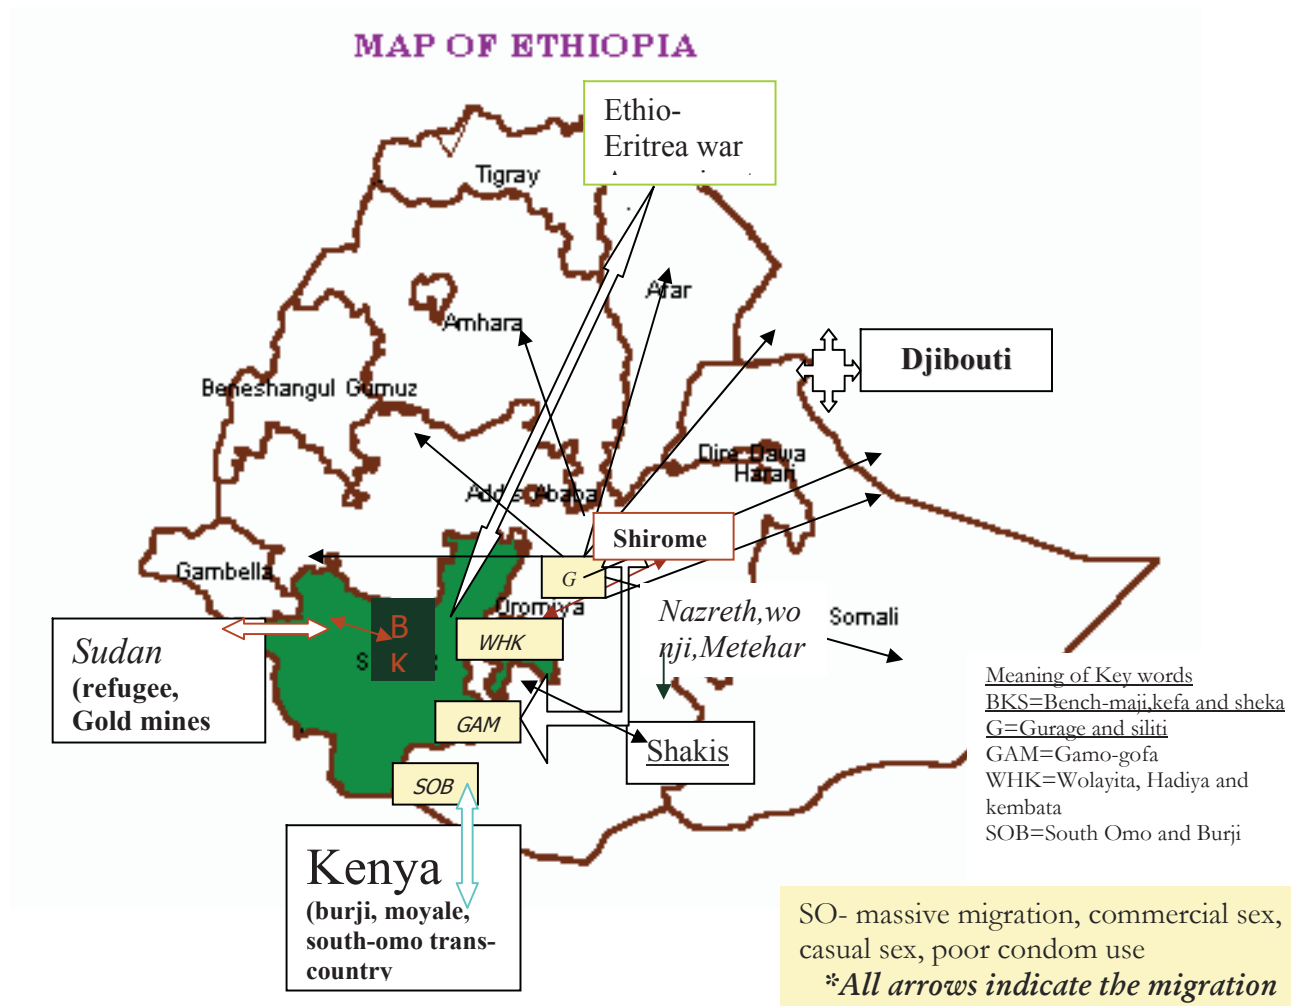 MAP OF ETHIOPIA
Ethio-
Eritrea war
Tigray
Afar
Amhara
Djibouti
Beneshangul Gumuz
Dire Dawa
Harari
Addis Ababa
Shirome
Gambella
G
Oromiya
Nazreth,wo
nji,Metehar
Somali
B
K
S
WHK
Sudan
(refugee,
Gold mines
GAM
Shakis
SOB
Kenya
(burji, moyale,
south-omo trans-
country
Meaning of Key words
BKS=Bench-maji,kefa and sheka
G=Gurage and siliti
GAM=Gamo-gofa
WHK=Wolayita, Hadiya and
kembata
SOB=South Omo and Burji
SO- massive migration, commercial sex,
casual sex, poor condom use
*All arrows indicate the migration